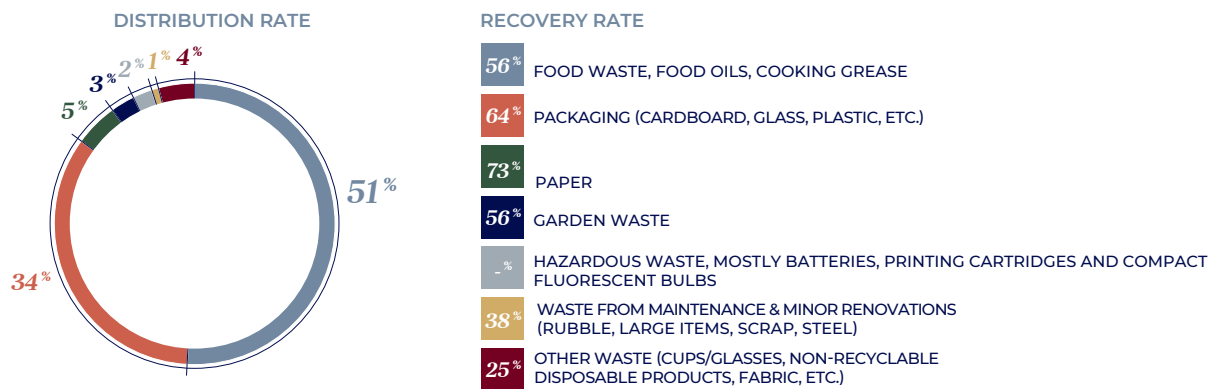 DISTRIBUTION RATE
RECOVERY RATE
51%
34%
5%
3%
2%
1%
4%
56% FOOD WASTE, FOOD OILS, COOKING GREASE
64% PACKAGING (CARDBOARD, GLASS, PLASTIC, ETC.)
73% PAPER
56% GARDEN WASTE
-% HAZARDOUS WASTE, MOSTLY BATTERIES, PRINTING CARTRIDGES AND COMPACT
FLUORESCENT BULBS
38% WASTE FROM MAINTENANCE & MINOR RENOVATIONS
(RUBBLE, LARGE ITEMS, SCRAP, STEEL)
25% OTHER WASTE (CUPS/GLASSES, NON-RECYCLABLE
DISPOSABLE PRODUCTS, FABRIC, ETC.)